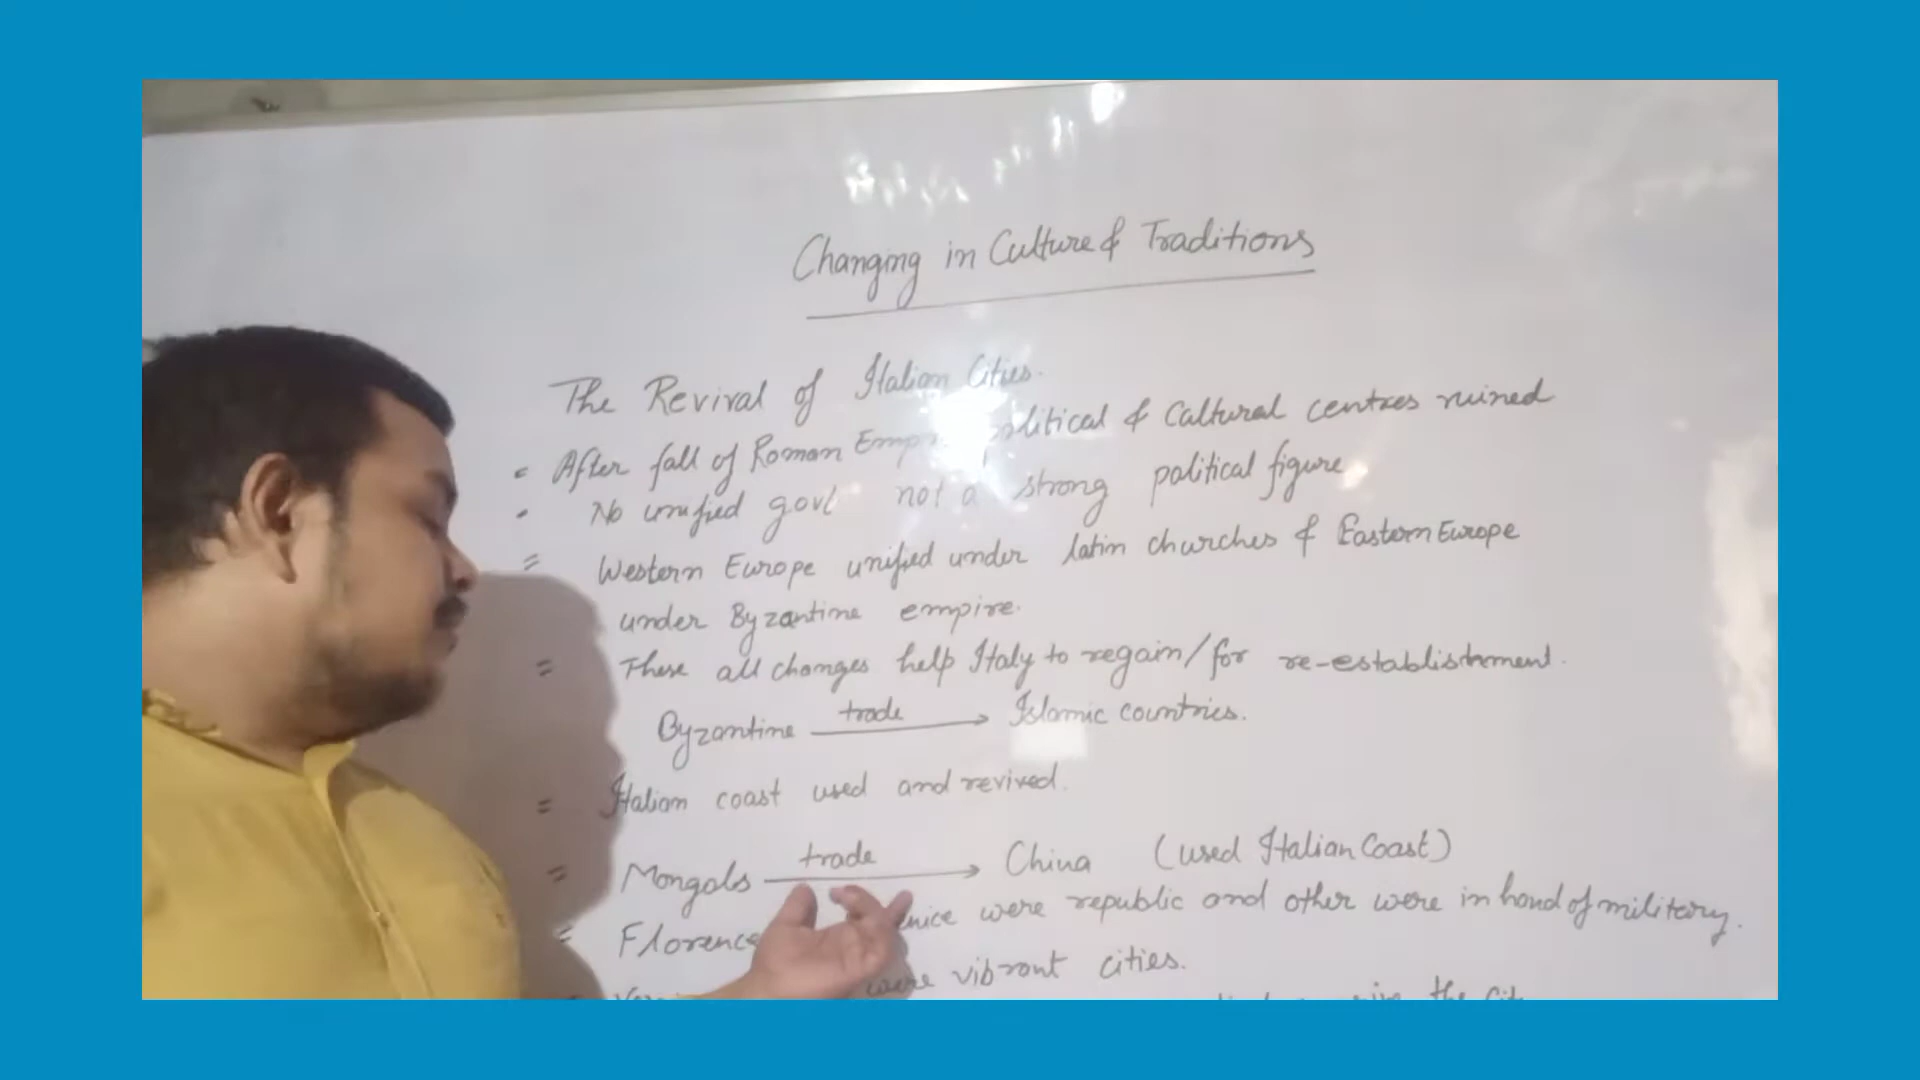 Changing in Culture & Traditions
The Revival of Italian Cities.
After fall of Roman Empi political & Cultural centres ruined
No unified govt not a strong political figure
= Western Europe unified under latin churches & Eastern Europe
under Byzantine empire.
= These all changes help Italy to regain/for re-establishment.
Byzantine trade → Islamic countries.
= Italian coast used and revived.
= Mongols trade → China (used Italian Coast)
= Florence nice were republic and other were in hand of military.
were vibrant cities.
the